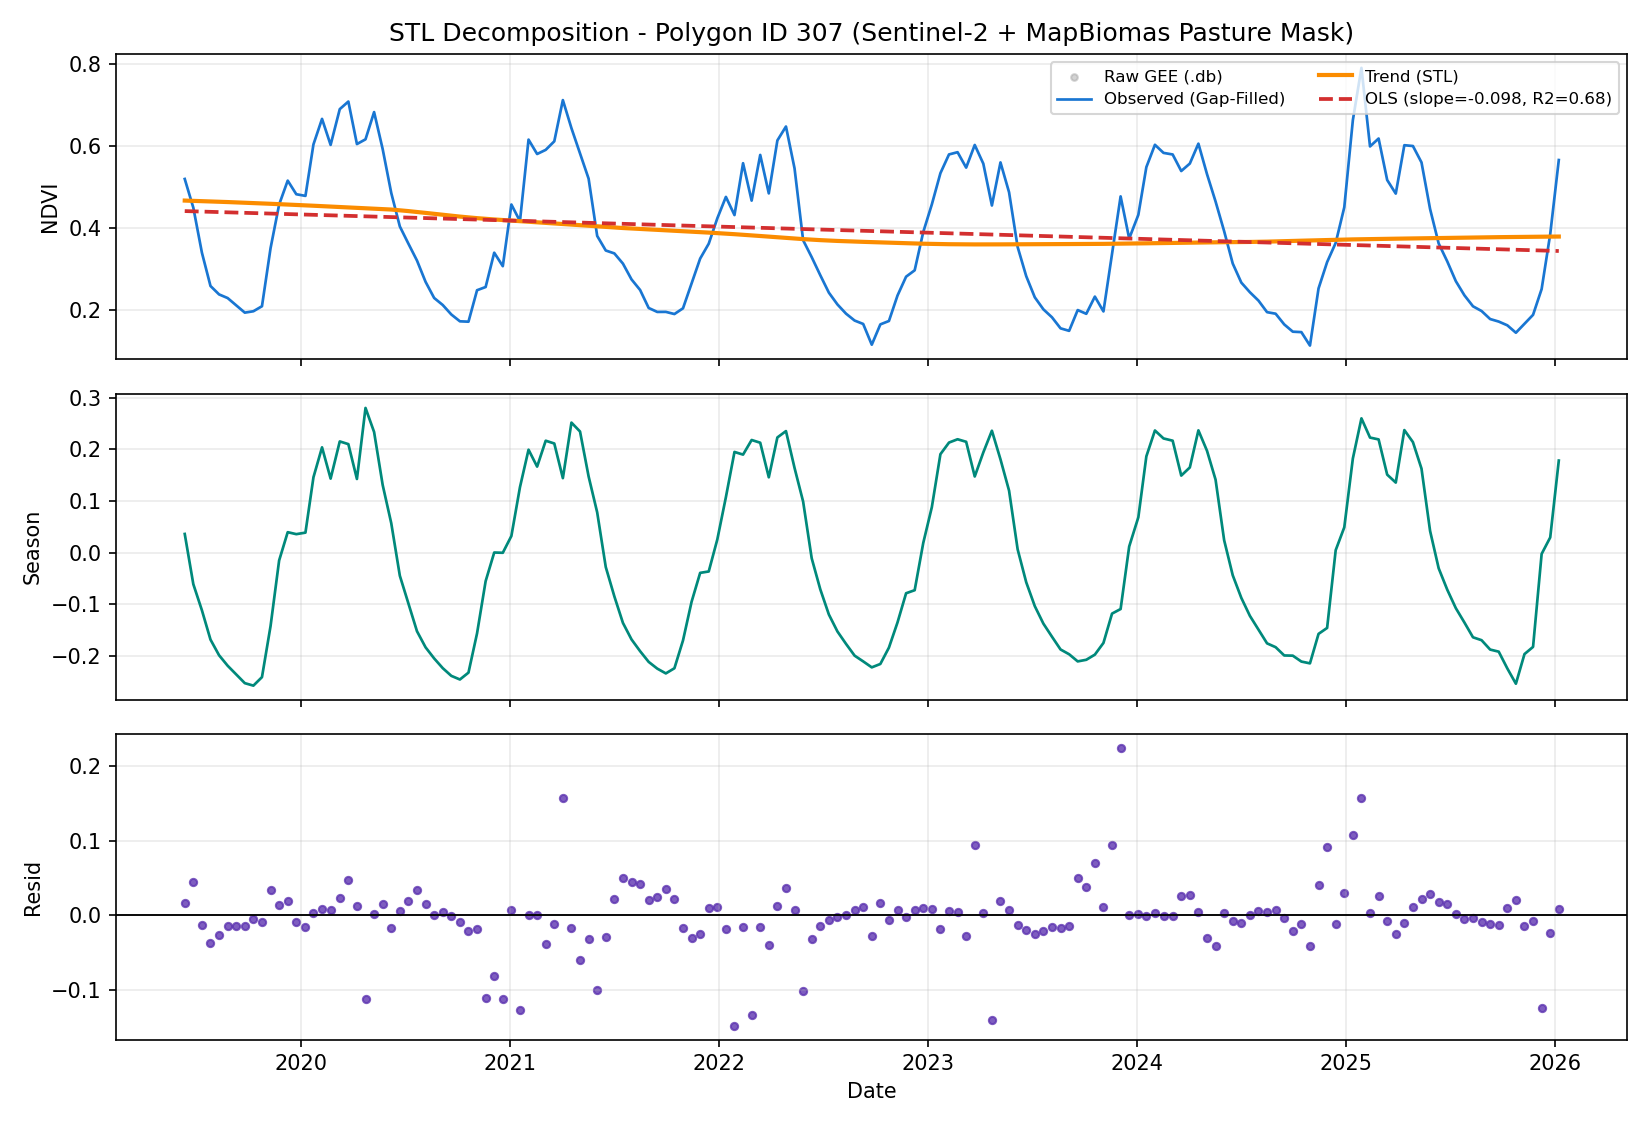 STL Decomposition - Polygon ID 307 (Sentinel-2 + MapBiomas Pasture Mask)
Raw GEE (.db)
Observed (Gap-Filled)
Trend (STL)
OLS (slope=-0.098, R2=0.68)
NDVI
0.8
0.6
0.4
0.2
Season
0.3
0.2
0.1
0.0
−0.1
−0.2
Resid
0.2
0.1
0.0
−0.1
2020 2021 2022 2023 2024 2025 2026
Date